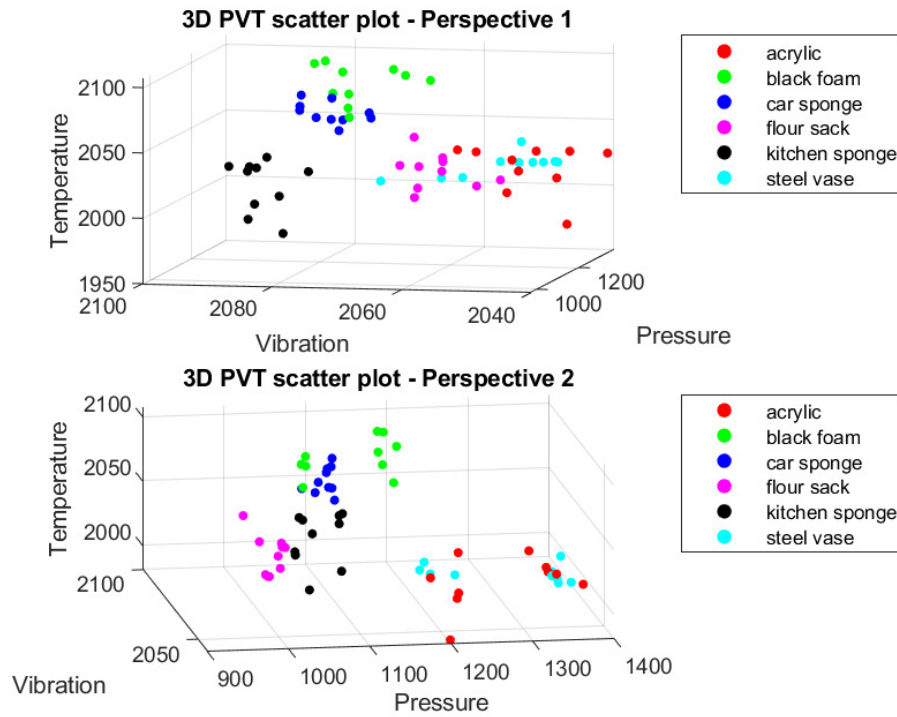 3D PVT scatter plot - Perspective 1
Temperature
2100
2050
2000
1950
2100
2080
2060
2040
1000
1200
Vibration
Pressure
acrylic
black foam
car sponge
flour sack
kitchen sponge
steel vase
3D PVT scatter plot - Perspective 2
Temperature
2100
2050
2000
2100
2050
900
1000
1100
1200
1300
1400
Vibration
Pressure
acrylic
black foam
car sponge
flour sack
kitchen sponge
steel vase